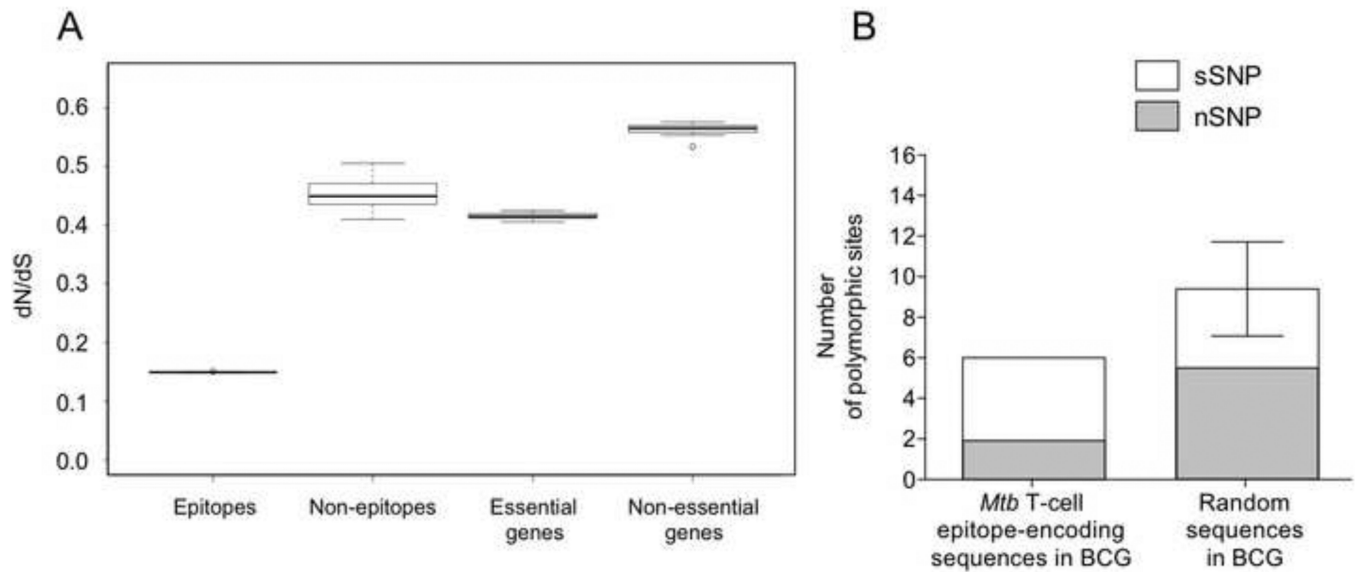 A
dN/dS
0.6
0.5
0.4
0.3
0.2
0.1
0.0
Epitopes
Non-epitopes
Essential
genes
Non-essential
genes
B
sSNP
nSNP
Number
of polymorphic sites
16
14
12
10
8
6
4
2
0
Mtb T-cell
epitope-encoding
sequences in BCG
Random
sequences
in BCG